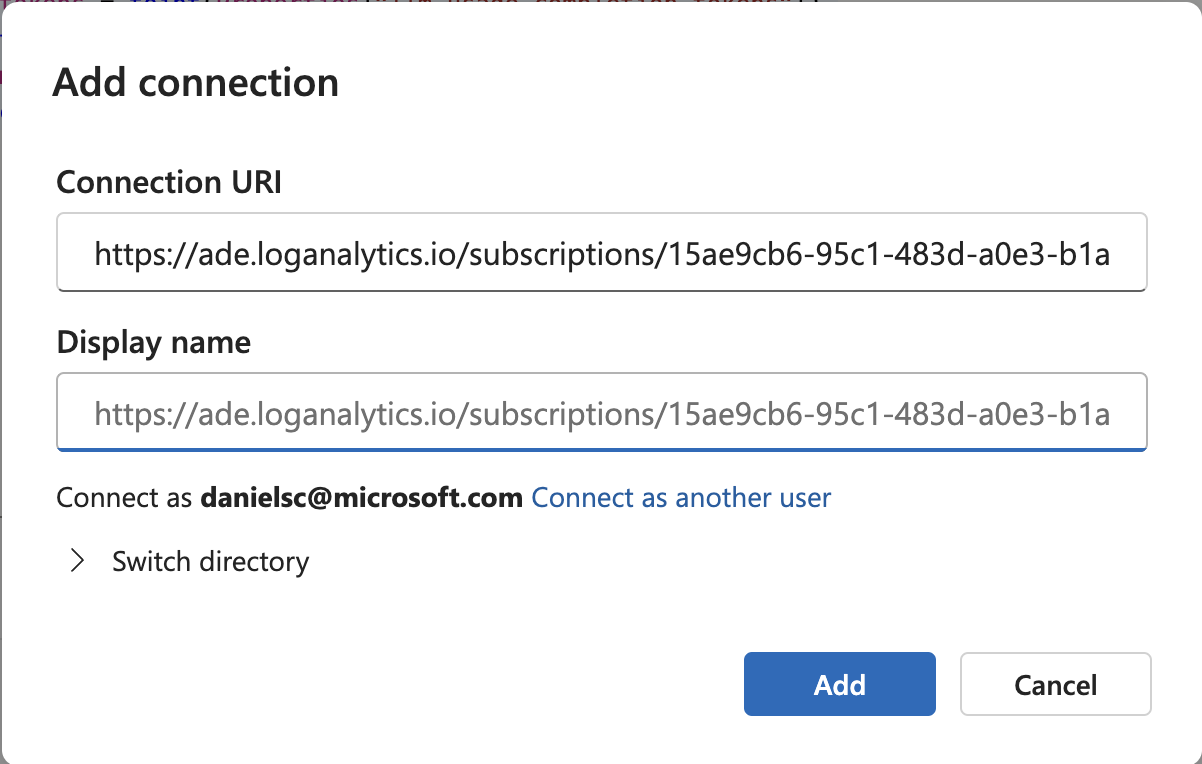 Add connection
Connection URI
https://ade.loganalytics.io/subscriptions/15ae9cb6-95c1-483d-a0e3-b1a
Display name
https://ade.loganalytics.io/subscriptions/15ae9cb6-95c1-483d-a0e3-b1a
Connect as danielsc@microsoft.com Connect as another user
Switch directory
Add Cancel